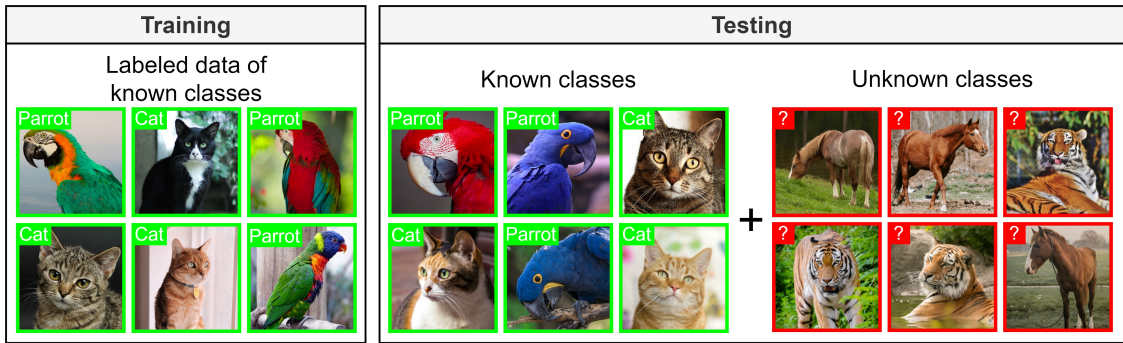 Training
Labeled data of
known classes
Parrot
Cat
Parrot
Cat
Cat
Parrot
Testing
Known classes
Parrot
Parrot
Cat
Cat
Parrot
Cat
+
Unknown classes
?
?
?
?
?
?